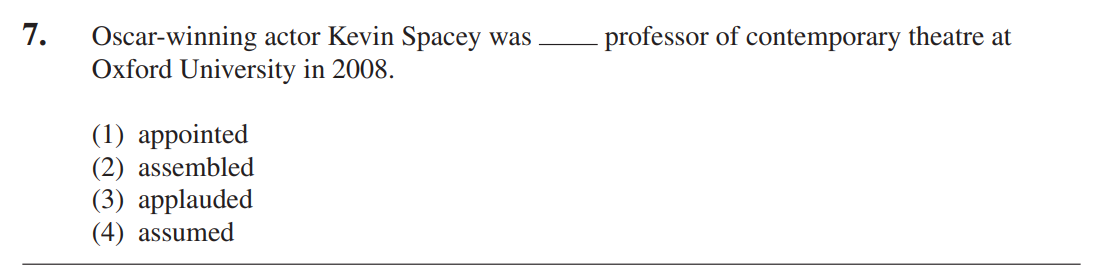 7. Oscar-winning actor Kevin Spacey was ____ professor of contemporary theatre at
Oxford University in 2008.
(1) appointed
(2) assembled
(3) applauded
(4) assumed